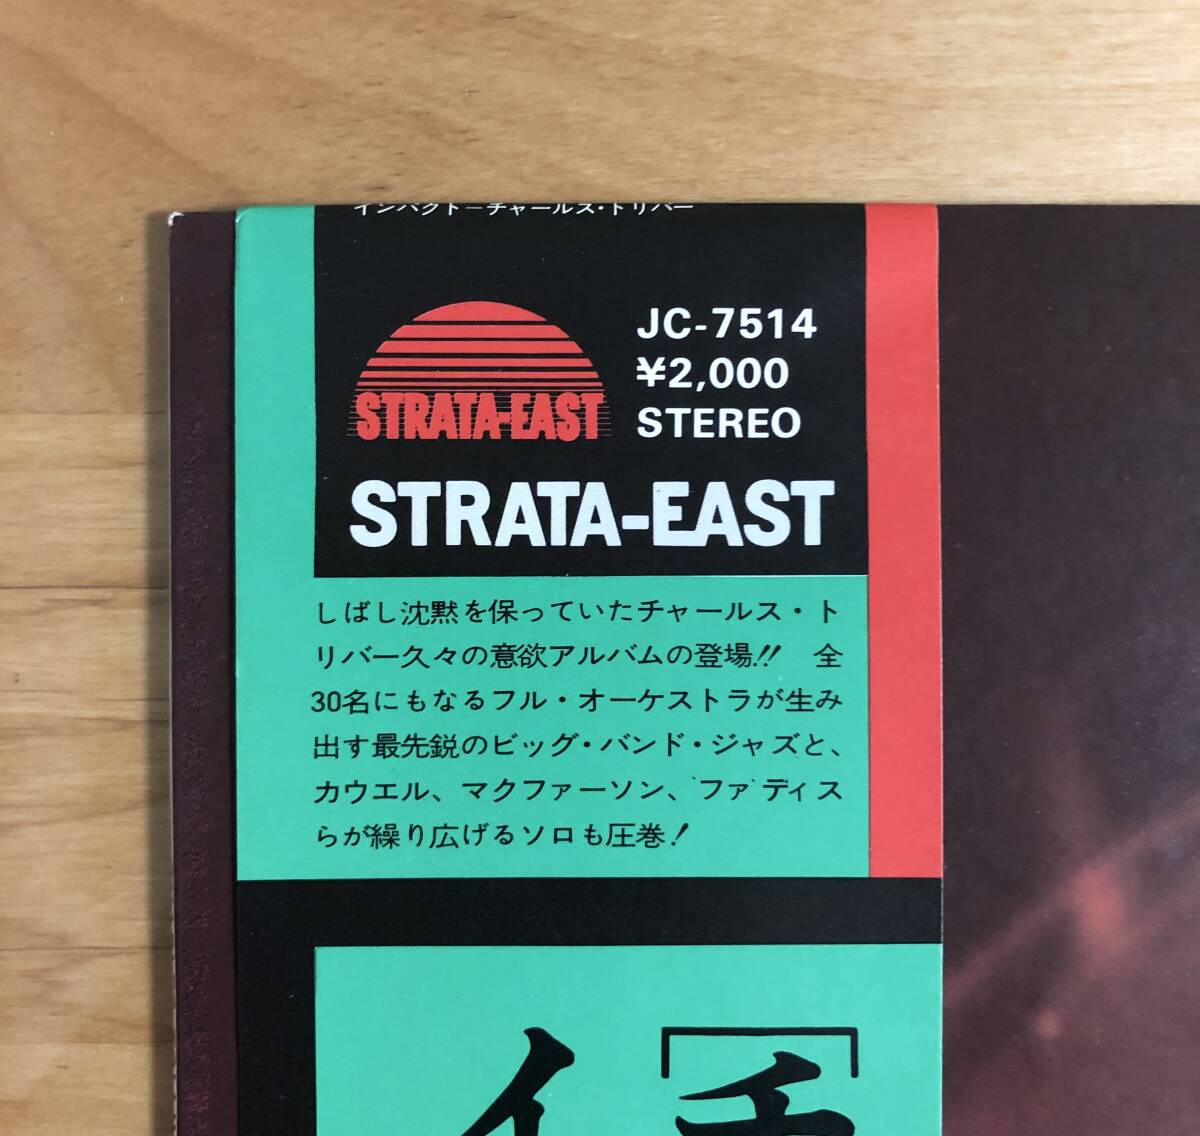 インパクト=チャールス・トリバー
STRATA-EAST
JC-7514
¥2,000
STEREO
STRATA-EAST
しばし沈黙を保っていたチャールス・ト
リバー久々の意欲アルバムの登場!! 全
30名にもなるフル・オーケストラが生み
出す最先鋭のビッグ・バンド・ジャズと、
カウエル、マクファーソン、ファディス
らが繰り広げるソロも圧巻!